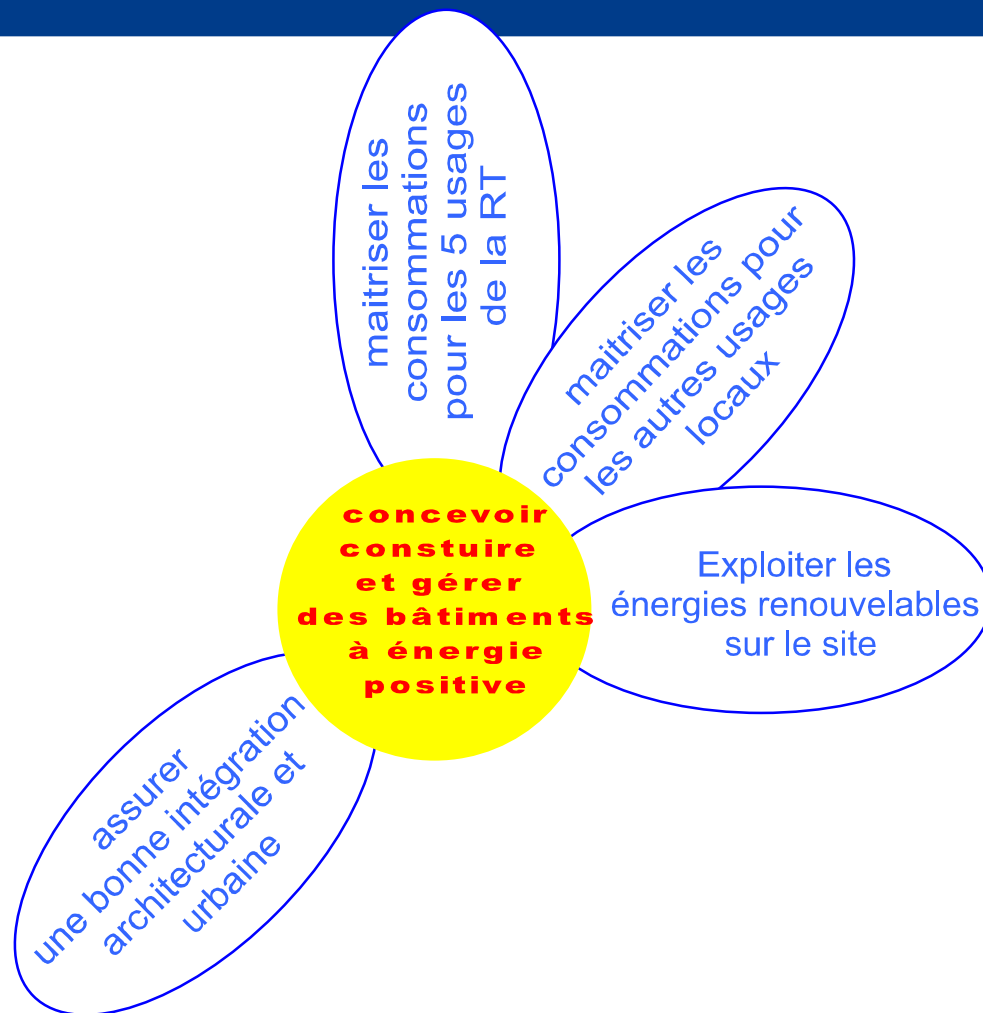 maitriser les
consommations
pour les 5 usages
de la RT
maitriser les
consommations pour
les autres usages
locaux
Exploiter les
énergies renouvelables
sur le site
concevoir
constuire
et gérer
des bâtiments
à énergie
positive
assurer
une bonne intégration
architecturale et
urbaine